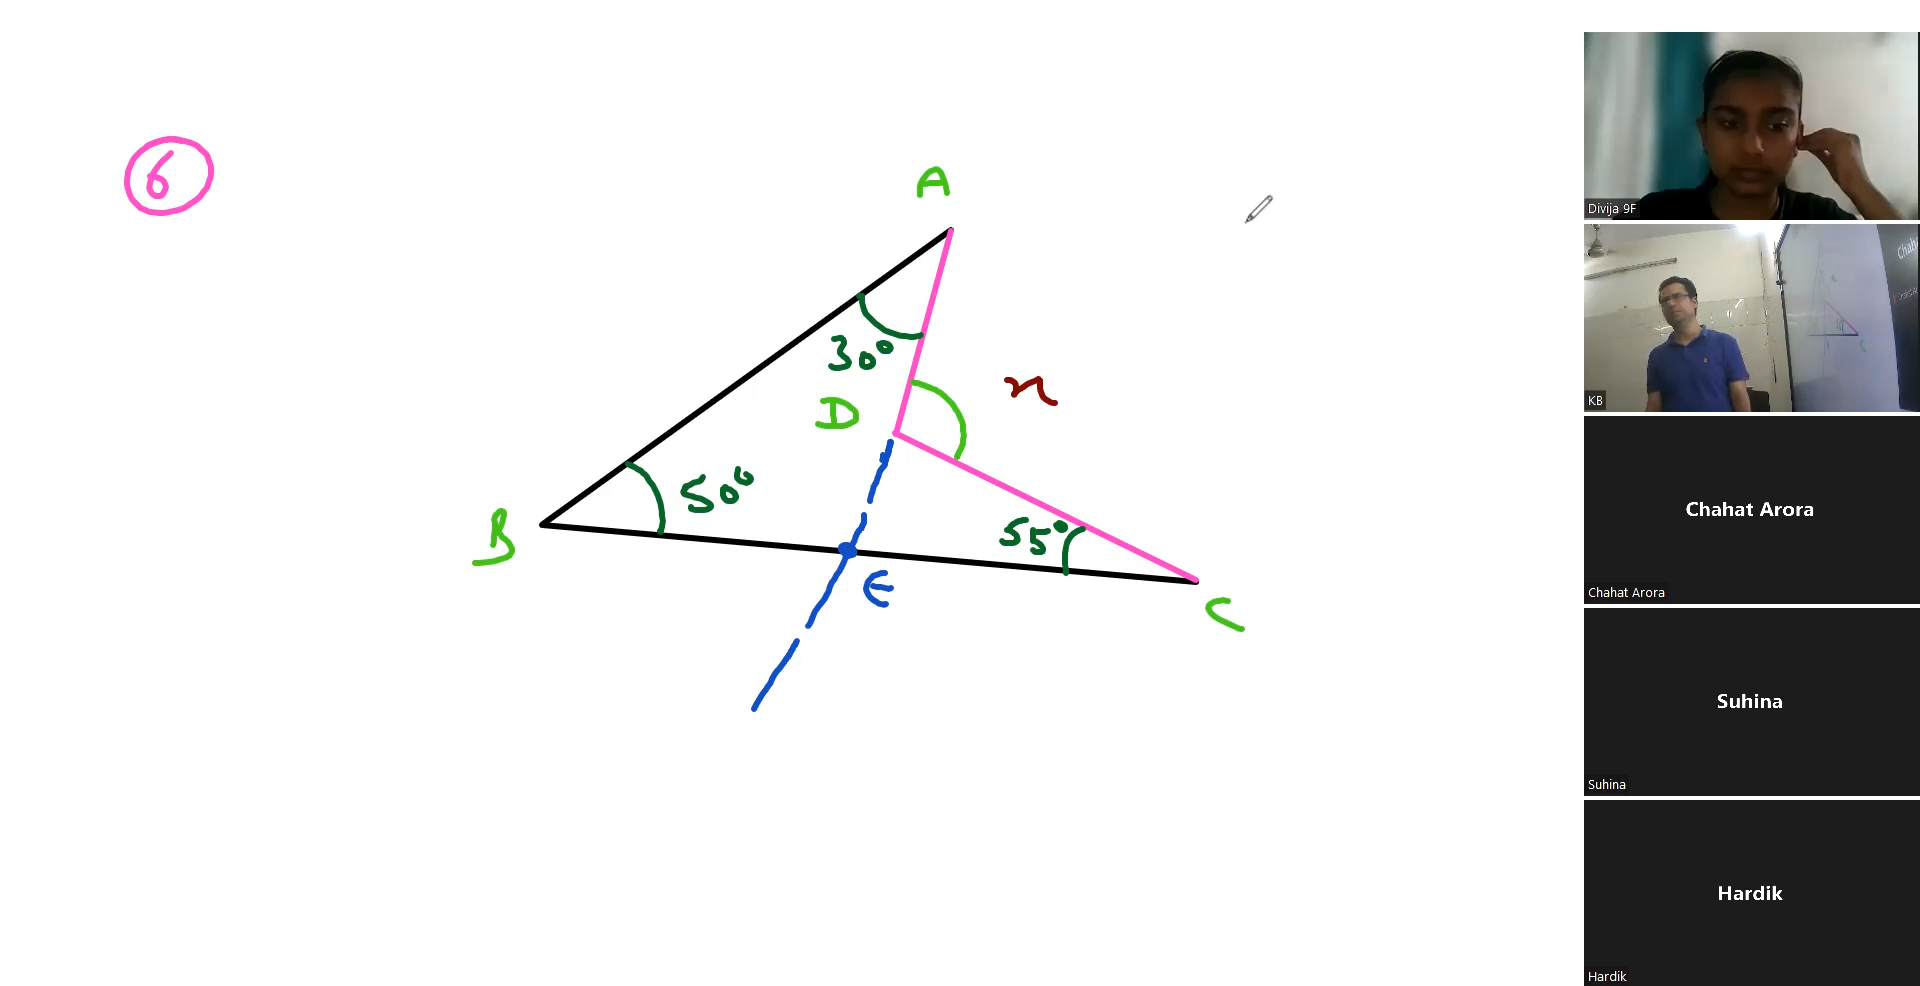 6
A
30°
x
D
50°
55°
B
E
C
Divija 9F
KB
Chahat Arora
Chahat Arora
Suhina
Suhina
Hardik
Hardik